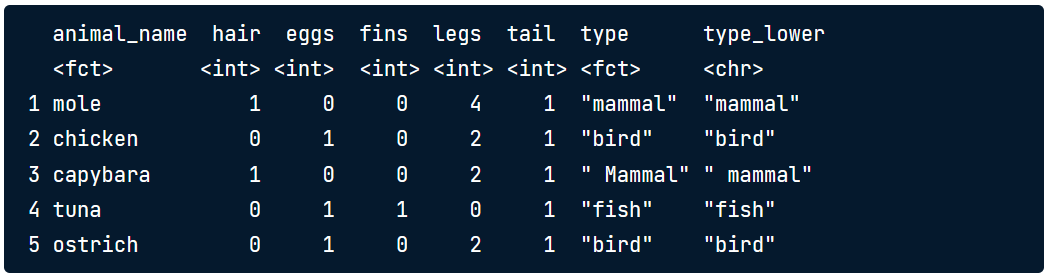 animal_name hair eggs fins legs tail type type_lower
<fct> <int> <int> <int> <int> <int> <fct> <chr>
1 mole 1 0 0 4 1 "mammal" "mammal"
2 chicken 0 1 0 2 1 "bird" "bird"
3 capybara 1 0 0 2 1 " Mammal" " mammal"
4 tuna 0 1 1 0 1 "fish" "fish"
5 ostrich 0 1 0 2 1 "bird" "bird"